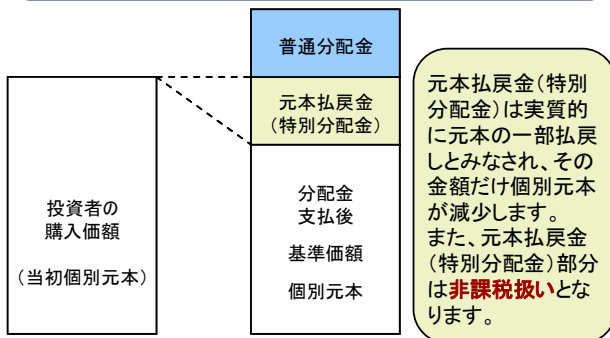 普通分配金
元本払戻金
(特別分配金)
分配金
支払後
基準価額
個別元本
投資者の
購入価額
(当初個別元本)
元本払戻金(特別
分配金)は実質的
に元本の一部払戻
しとみなされ、その
金額だけ個別元本
が減少します。
また、元本払戻金
(特別分配金)部分
は非課税扱いとな
ります。